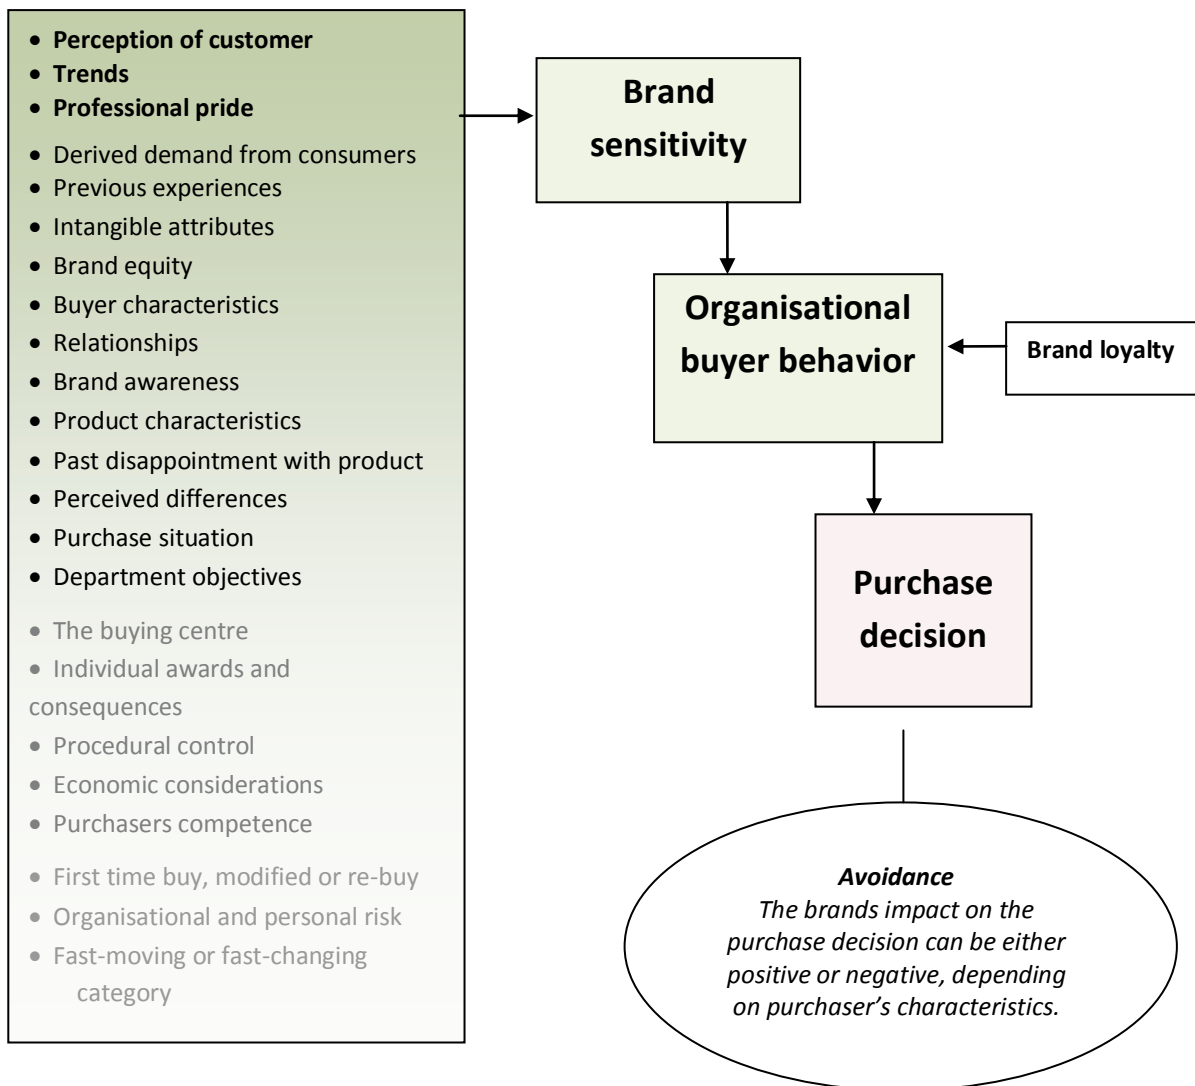 • Perception of customer
• Trends
• Professional pride
• Derived demand from consumers
• Previous experiences
• Intangible attributes
• Brand equity
• Buyer characteristics
• Relationships
• Brand awareness
• Product characteristics
• Past disappointment with product
• Perceived differences
• Purchase situation
• Department objectives
• The buying centre
• Individual awards and
consequences
• Procedural control
• Economic considerations
• Purchasers competence
• First time buy, modified or re-buy
• Organisational and personal risk
• Fast-moving or fast-changing
category
Brand
sensitivity
Organisational
buyer behavior
Brand loyalty
Purchase
decision
Avoidance
The brands impact on the
purchase decision can be either
positive or negative, depending
on purchaser’s characteristics.